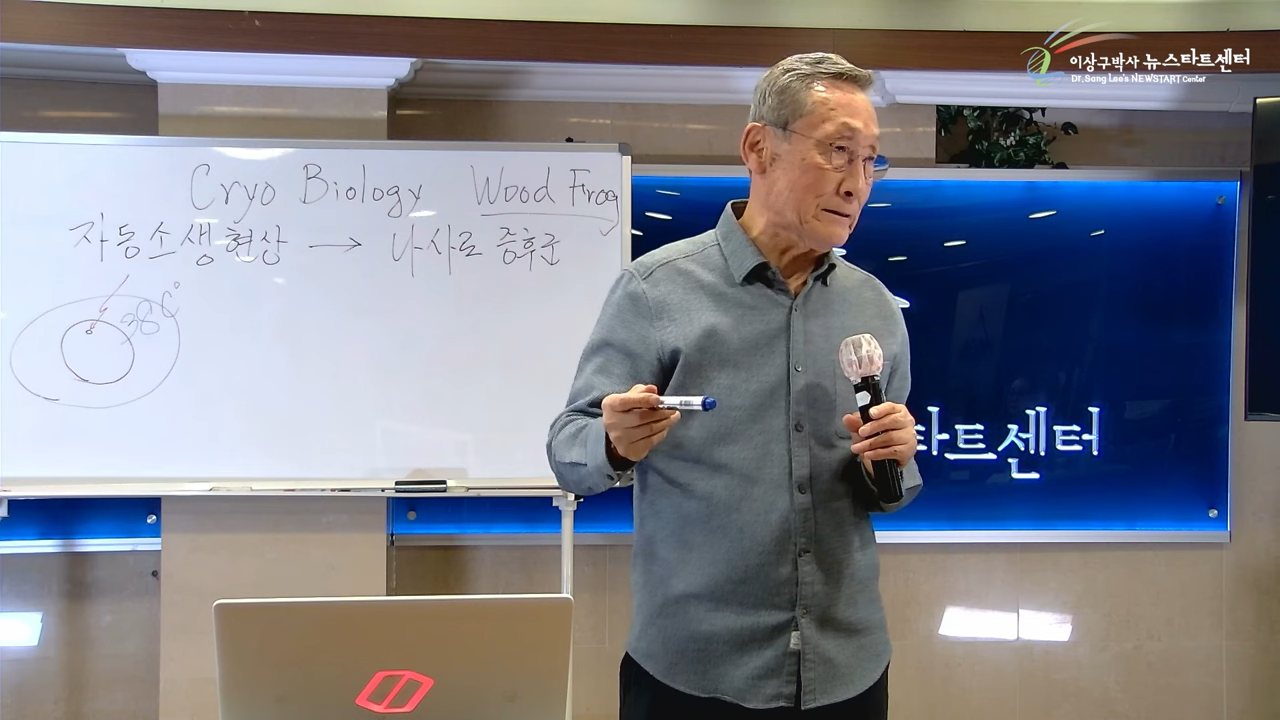 이상구박사 뉴스타트센터
Dr. Sang Lee's NEWSTART Center
Cryo Biology Wood Frog
자동소생현상 → 나사로 증후군
38 C°
타트센터